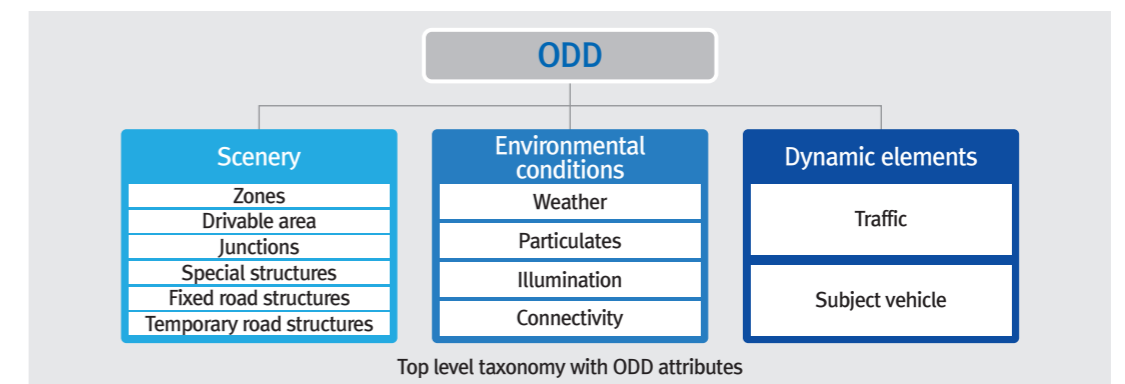 ODD
Scenery
Zones
Drivable area
Junctions
Special structures
Fixed road structures
Temporary road structures
Environmental
conditions
Weather
Particulates
Illumination
Connectivity
Dynamic elements
Traffic
Subject vehicle
Top level taxonomy with ODD attributes